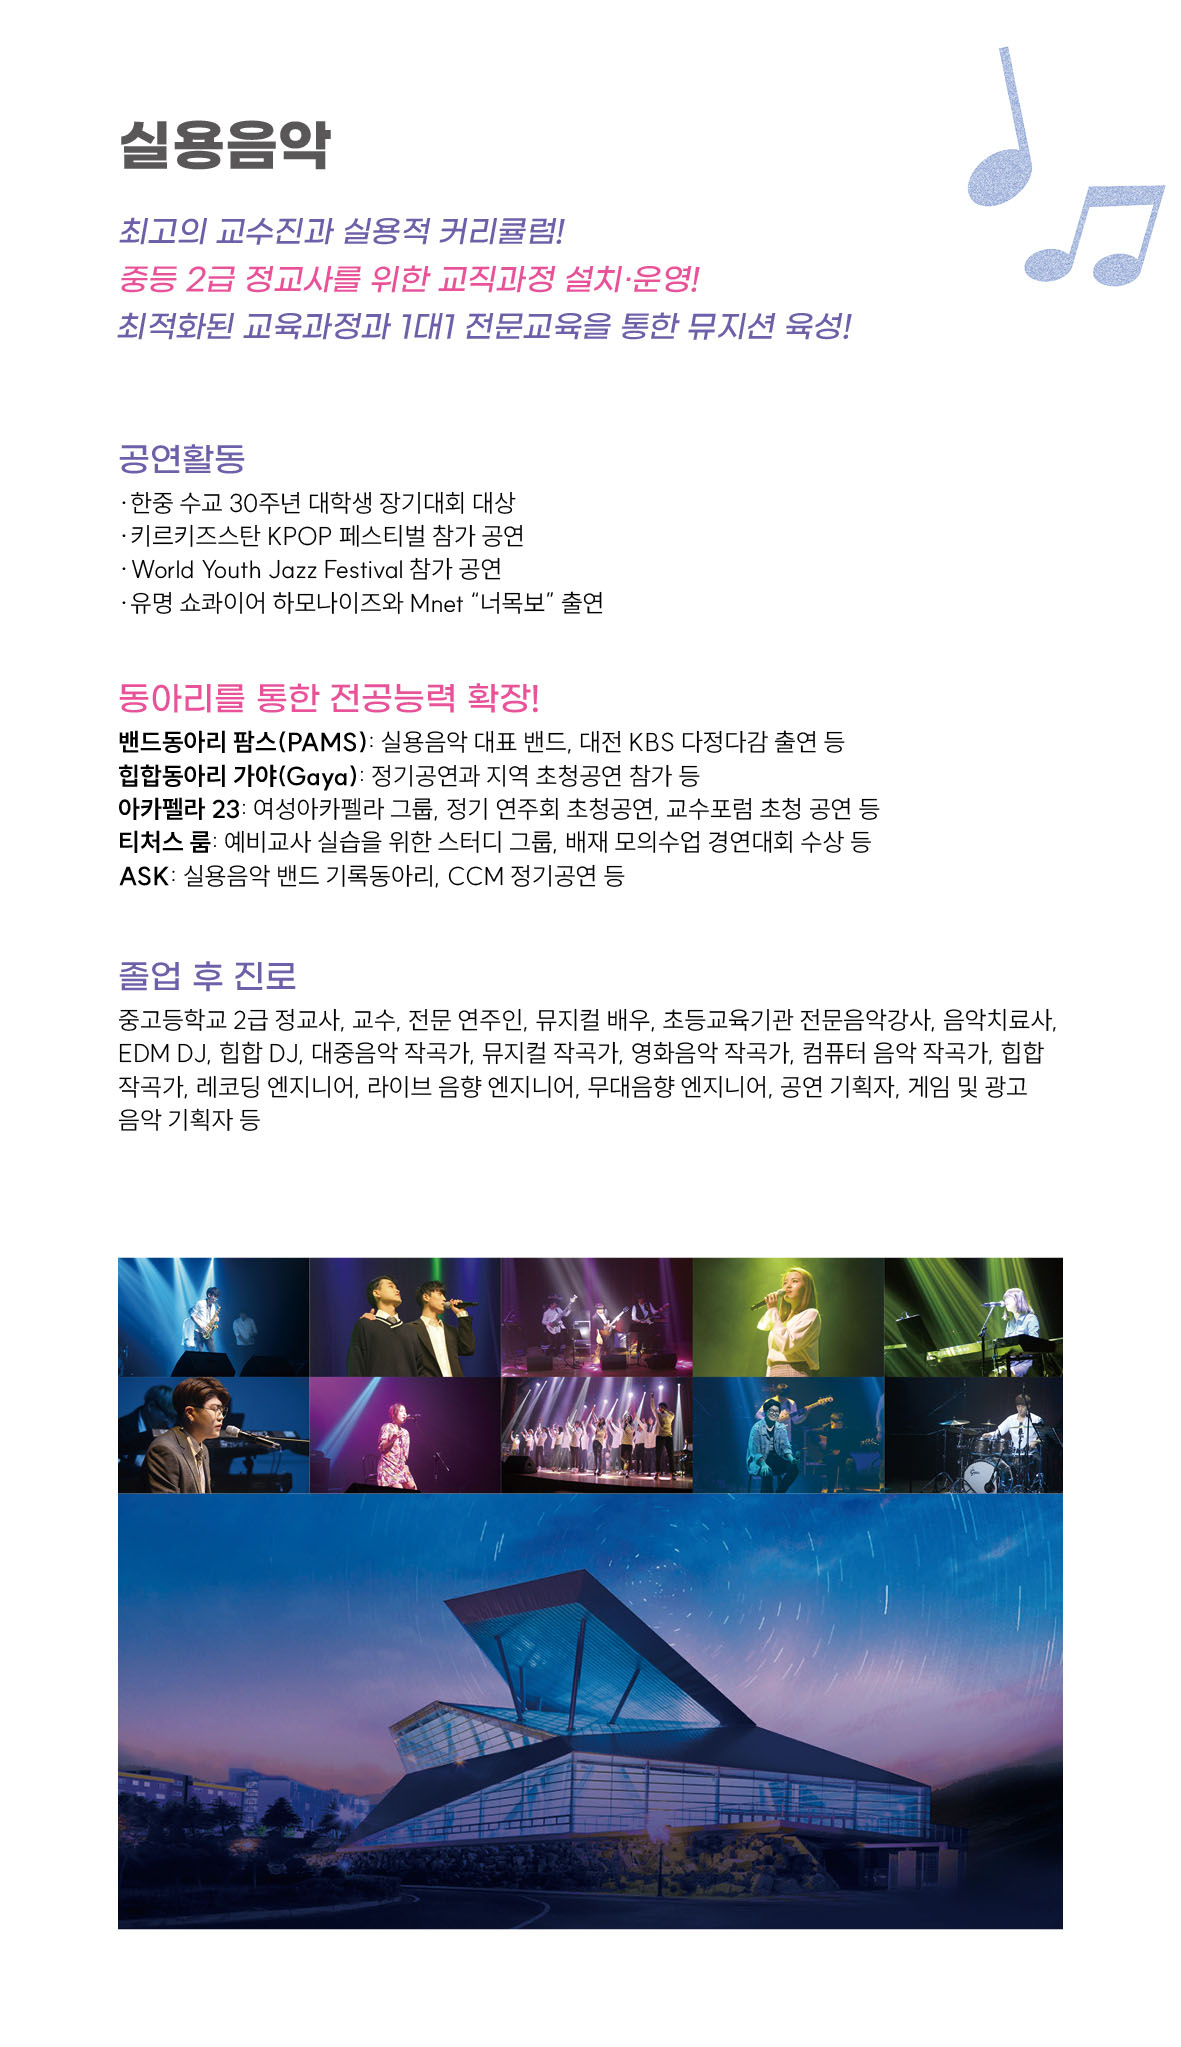 실용음악
최고의 교수진과 실용적 커리큘럼!
중등 2급 정교사를 위한 교직과정 설치·운영!
최적화된 교육과정과 1대1 전문교육을 통한 뮤지션 육성!
공연활동
·한중 수교 30주년 대학생 장기대회 대상
·키르키즈스탄 KPOP 페스티벌 참가 공연
·World Youth Jazz Festival 참가 공연
·유명 쇼콰이어 하모나이즈와 Mnet “너목보” 출연
동아리를 통한 전공능력 확장!
밴드동아리 팜스(PAMS): 실용음악 대표 밴드, 대전 KBS 다정다감 출연 등
힙합동아리 가야(Gaya): 정기공연과 지역 초청공연 참가 등
아카펠라 23: 여성아카펠라 그룹, 정기 연주회 초청공연, 교수포럼 초청 공연 등
티처스 룸: 예비교사 실습을 위한 스터디 그룹, 배재 모의수업 경연대회 수상 등
ASK: 실용음악 밴드 기록동아리, CCM 정기공연 등
졸업 후 진로
중고등학교 2급 정교사, 교수, 전문 연주인, 뮤지컬 배우, 초등교육기관 전문음악강사, 음악치료사,
EDM DJ, 힙합 DJ, 대중음악 작곡가, 뮤지컬 작곡가, 영화음악 작곡가, 컴퓨터 음악 작곡가, 힙합
작곡가, 레코딩 엔지니어, 라이브 음향 엔지니어, 무대음향 엔지니어, 공연 기획자, 게임 및 광고
음악 기획자 등